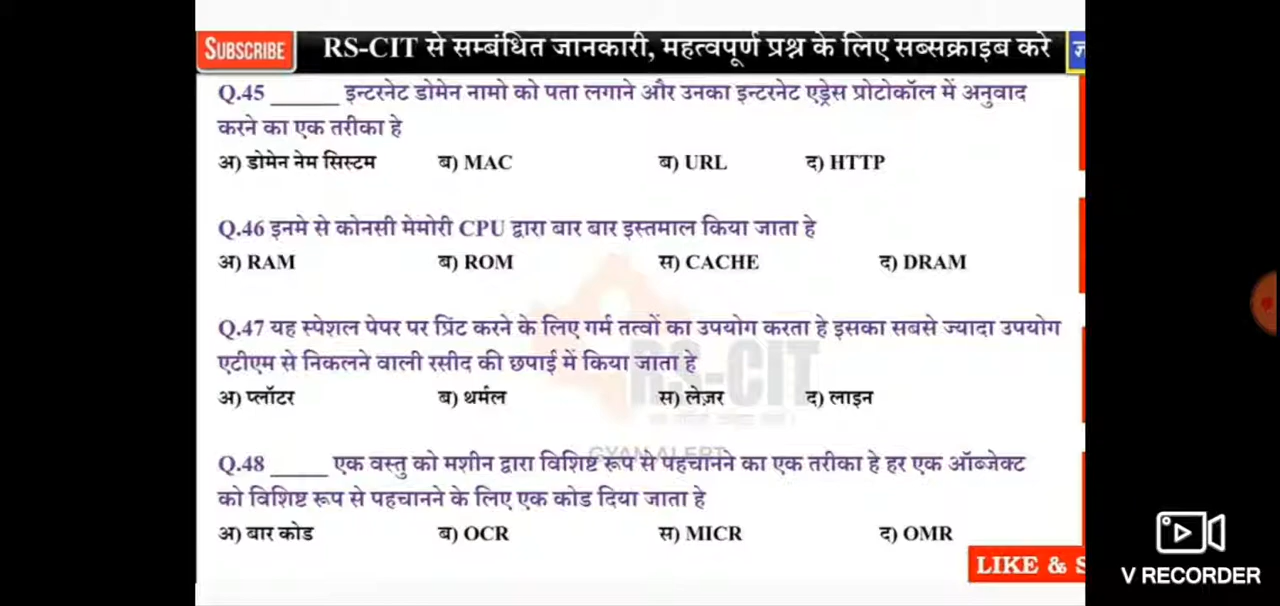 SUBSCRIBE RS-CIT से सम्बंधित जानकारी, महत्वपूर्ण प्रश्न के लिए सब्सक्राइब करे
Q.45 ______ इन्टरनेट डोमेन नामो को पता लगाने और उनका इन्टरनेट एड्रेस प्रोटोकॉल में अनुवाद
करने का एक तरीका हे
अ) डोमेन नेम सिस्टम ब) MAC ब) URL द) HTTP
Q.46 इनमे से कोनसी मेमोरी CPU द्वारा बार बार इस्तमाल किया जाता हे
अ) RAM ब) ROM स) CACHE द) DRAM
Q.47 यह स्पेशल पेपर पर प्रिंट करने के लिए गर्म तत्वों का उपयोग करता हे इसका सबसे ज्यादा उपयोग
एटीएम से निकलने वाली रसीद की छपाई में किया जाता हे
अ) प्लॉटर ब) थर्मल स) लेज़र द) लाइन
RS-CIT
GYAN ALERT
Q.48 _____ एक वस्तु को मशीन द्वारा विशिष्ट रूप से पहचानने का एक तरीका हे हर एक ऑब्जेक्ट
को विशिष्ट रूप से पहचानने के लिए एक कोड दिया जाता हे
अ) बार कोड ब) OCR स) MICR द) OMR
LIKE & S
V RECORDER